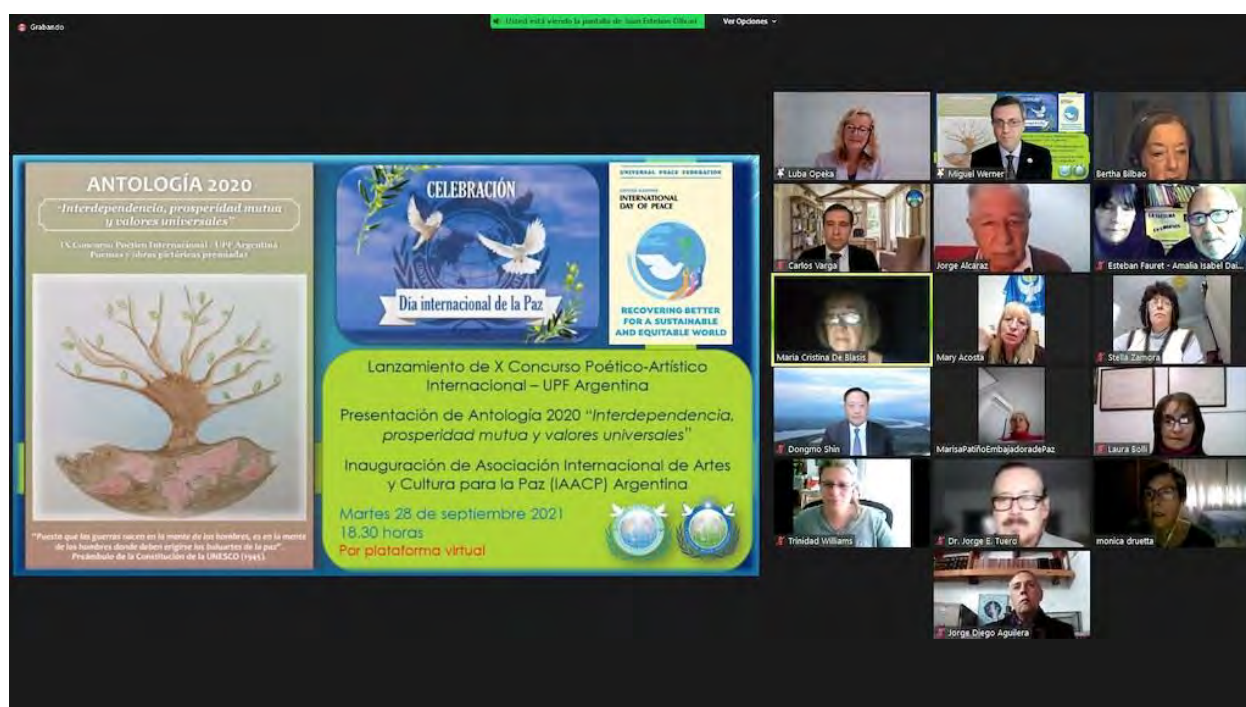 Grabando
Usted está viendo la pantalla de Juan Esteban
Ver Opciones
ANTOLOGÍA 2020
"Interdependencia, prosperidad mutua
y valores universales"
IX Concurso Poético Internacional / UPF Argentina
Poemas y obras pictóricas premiadas
"Puesto que las guerras nacen en la mente de los hombres, es en la mente
de los hombres donde deben erigirse los baluartes de la paz".
Preámbulo de la Constitución de la UNESCO (1945).
CELEBRACIÓN
Día internacional de la Paz
UNIVERSAL PEACE FEDERATION
INTERNATIONAL
DAY OF PEACE
RECOVERING BETTER
FOR A SUSTAINABLE
AND EQUITABLE WORLD
Lanzamiento de X Concurso Poético-Artístico
Internacional – UPF Argentina
Presentación de Antología 2020 "Interdependencia,
prosperidad mutua y valores universales"
Inauguración de Asociación Internacional de Artes
y Cultura para la Paz (IAACP) Argentina
Martes 28 de septiembre 2021
18.30 horas
Por plataforma virtual
Luba Opeka
Miguel Werner
Bertha Bilbao
Carlos Varga
Jorge Alcaraz
Esteban Fauret - Amalia Isabel Dai...
Maria Cristina De Blasis
Mary Acosta
Stella Zamora
Dongmo Shin
MarisaPatiñoEmbajadoradePaz
Laura Bolli
Trinidad Williams
Dr. Jorge E. Tuero
monica druetta
Jorge Diego Aguilera